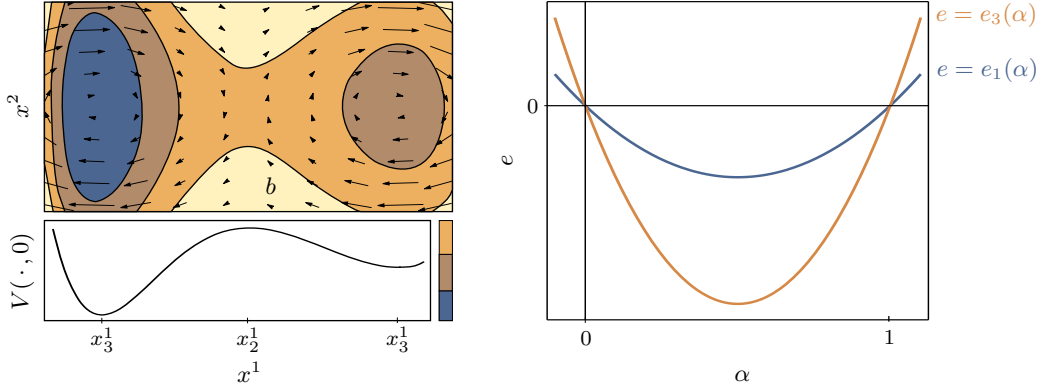 x²
b
V(·, 0)
x₃¹ x₂¹ x₃¹
x¹
e = e₃(α)
e = e₁(α)
0
e
0 1
α